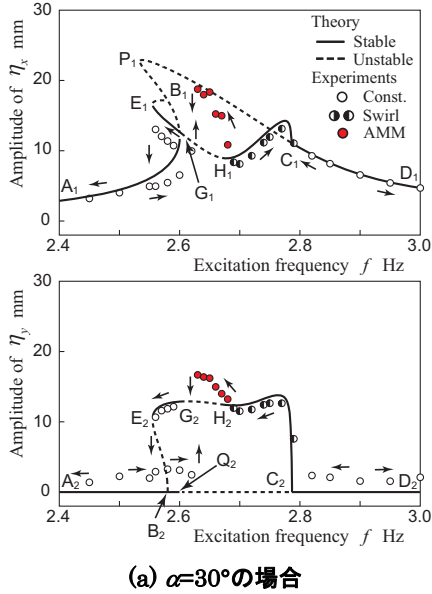 Amplitude of ηx mm
30
20
10
0
P1
E1
B1
A1
G1
H1
C1
D1
Theory
Stable
Unstable
Experiments
Const.
Swirl
AMM
2.4 2.6 2.8 3.0
Excitation frequency f Hz
Amplitude of ηy mm
30
20
10
0
E2
G2
H2
Q2
A2
C2
D2
B2
2.4 2.6 2.8 3.0
Excitation frequency f Hz
(a) α=30°の場合